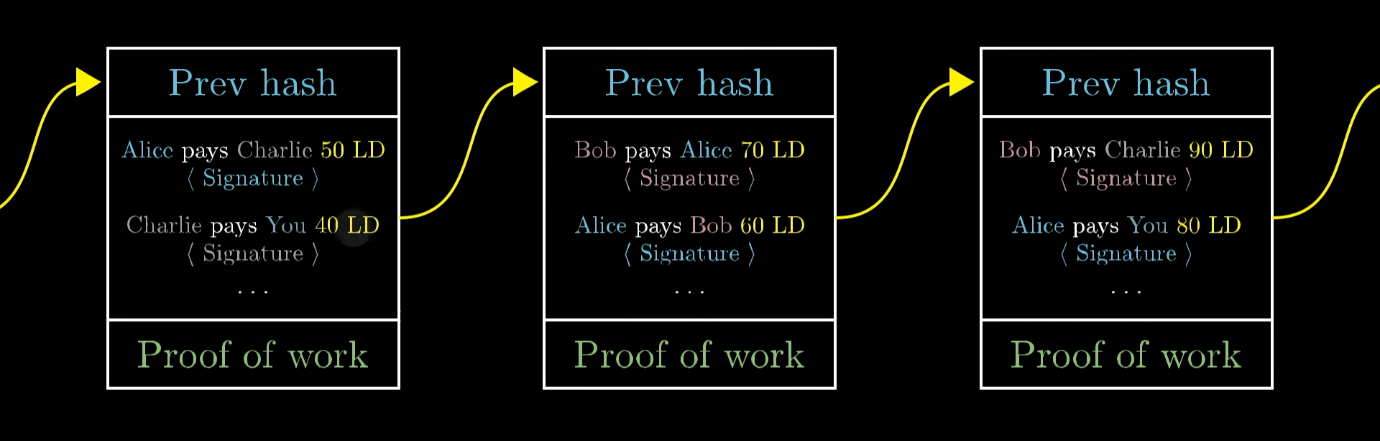 Prev hash
Alice pays Charlie 50 LD
⟨ Signature ⟩
Charlie pays You 40 LD
⟨ Signature ⟩
...
Proof of work
Prev hash
Bob pays Alice 70 LD
⟨ Signature ⟩
Alice pays Bob 60 LD
⟨ Signature ⟩
...
Proof of work
Prev hash
Bob pays Charlie 90 LD
⟨ Signature ⟩
Alice pays You 80 LD
⟨ Signature ⟩
...
Proof of work